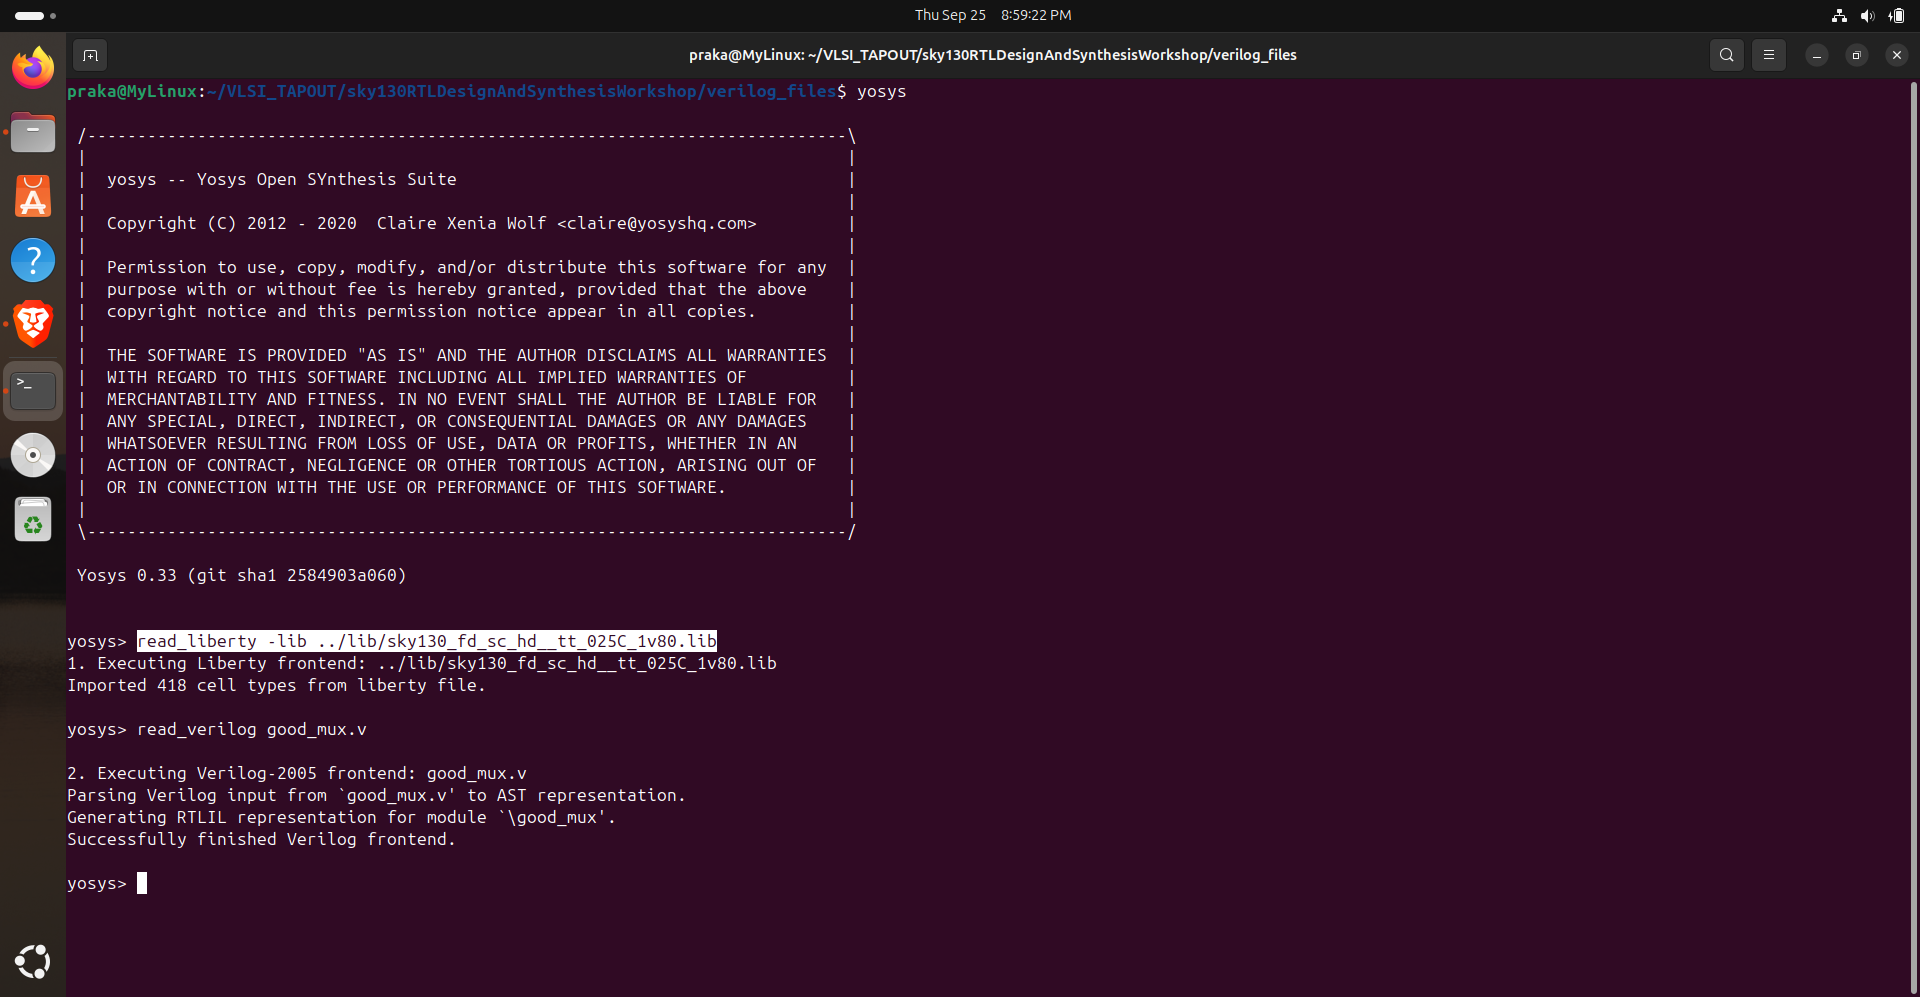 Thu Sep 25   8:59:22 PM
praka@MyLinux: ~/VLSI_TAPOUT/sky130RTLDesignAndSynthesisWorkshop/verilog_files
praka@MyLinux:~/VLSI_TAPOUT/sky130RTLDesignAndSynthesisWorkshop/verilog_files$ yosys
/----------------------------------------------------------------------------\
|                                                                            |
|  yosys -- Yosys Open SYnthesis Suite                                       |
|                                                                            |
|  Copyright (C) 2012 - 2020  Claire Xenia Wolf <claire@yosyshq.com>         |
|                                                                            |
|  Permission to use, copy, modify, and/or distribute this software for any  |
|  purpose with or without fee is hereby granted, provided that the above    |
|  copyright notice and this permission notice appear in all copies.         |
|                                                                            |
|  THE SOFTWARE IS PROVIDED "AS IS" AND THE AUTHOR DISCLAIMS ALL WARRANTIES  |
|  WITH REGARD TO THIS SOFTWARE INCLUDING ALL IMPLIED WARRANTIES OF          |
|  MERCHANTABILITY AND FITNESS. IN NO EVENT SHALL THE AUTHOR BE LIABLE FOR   |
|  ANY SPECIAL, DIRECT, INDIRECT, OR CONSEQUENTIAL DAMAGES OR ANY DAMAGES    |
|  WHATSOEVER RESULTING FROM LOSS OF USE, DATA OR PROFITS, WHETHER IN AN     |
|  ACTION OF CONTRACT, NEGLIGENCE OR OTHER TORTIOUS ACTION, ARISING OUT OF   |
|  OR IN CONNECTION WITH THE USE OR PERFORMANCE OF THIS SOFTWARE.            |
|                                                                            |
\----------------------------------------------------------------------------/
Yosys 0.33 (git sha1 2584903a060)
yosys> read_liberty -lib ../lib/sky130_fd_sc_hd__tt_025C_1v80.lib
1. Executing Liberty frontend: ../lib/sky130_fd_sc_hd__tt_025C_1v80.lib
Imported 418 cell types from liberty file.
yosys> read_verilog good_mux.v
2. Executing Verilog-2005 frontend: good_mux.v
Parsing Verilog input from `good_mux.v' to AST representation.
Generating RTLIL representation for module `\good_mux'.
Successfully finished Verilog frontend.
yosys>